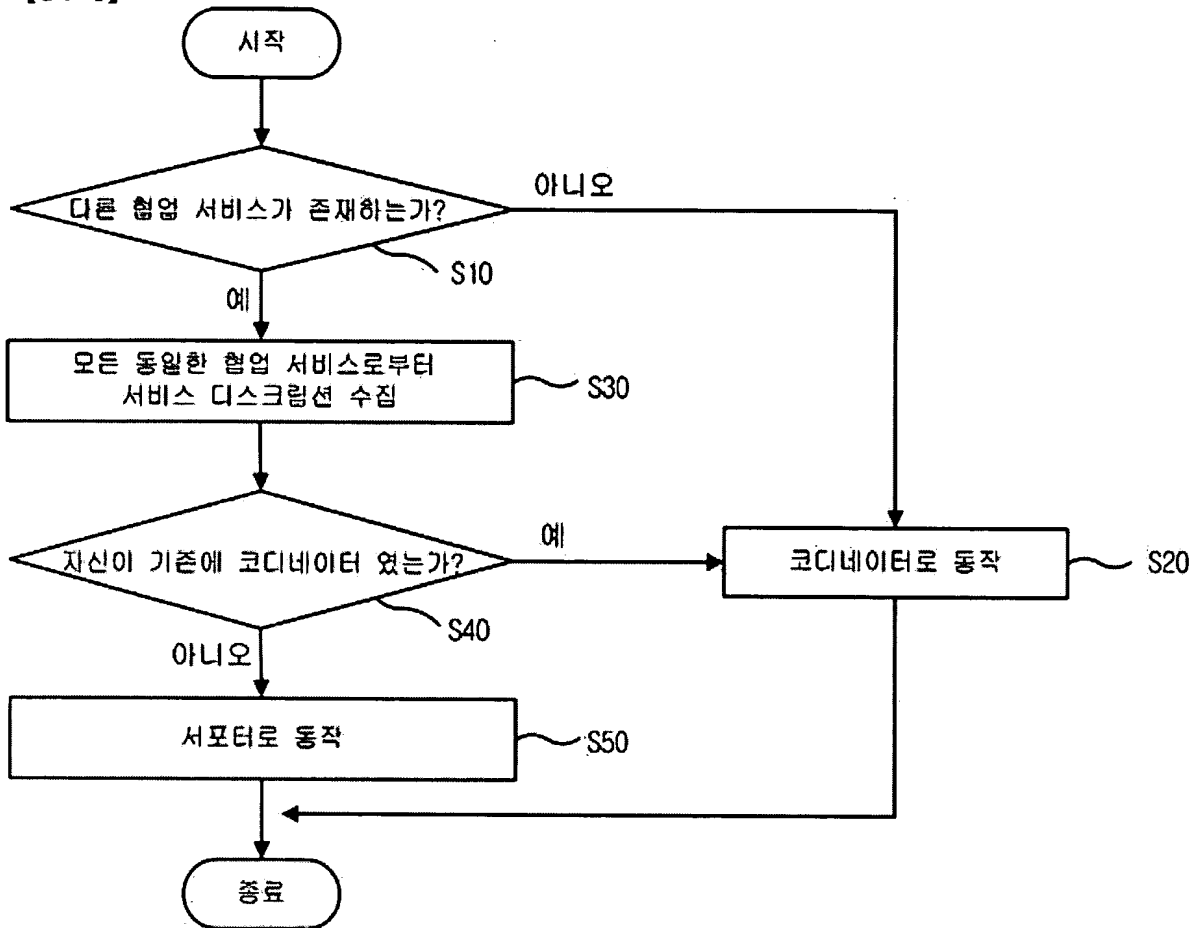 시작
다른 협업 서비스가 존재하는가?
아니오
S10
예
모든 동일한 협업 서비스로부터
서비스 디스크립션 수집
S30
자신이 기존에 코디네이터 였는가?
예
코디네이터로 동작
S20
S40
아니오
서포터로 동작
S50
종료